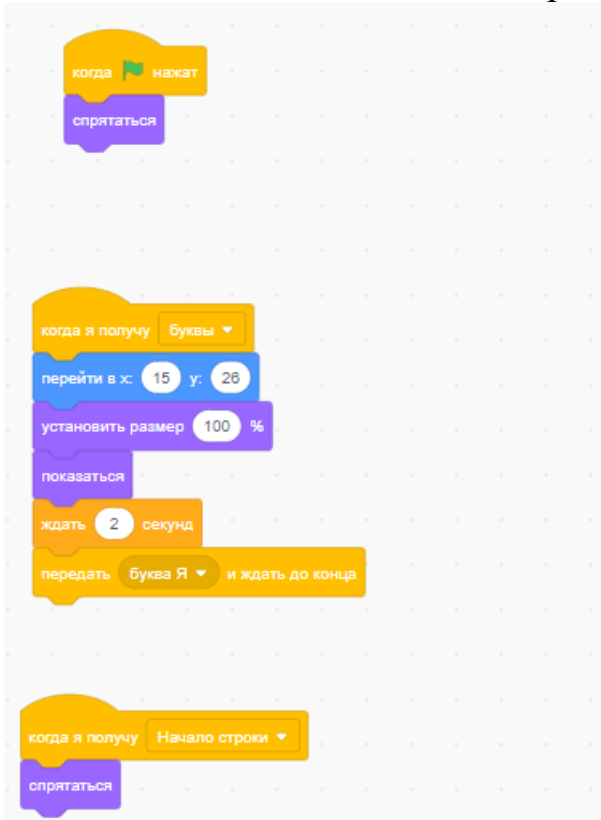 когда нажат
спрятаться
когда я получу буквы
перейти в x: 15 y: 26
установить размер 100 %
показаться
ждать 2 секунд
передать буква Я и ждать до конца
когда я получу Начало строки
спрятаться